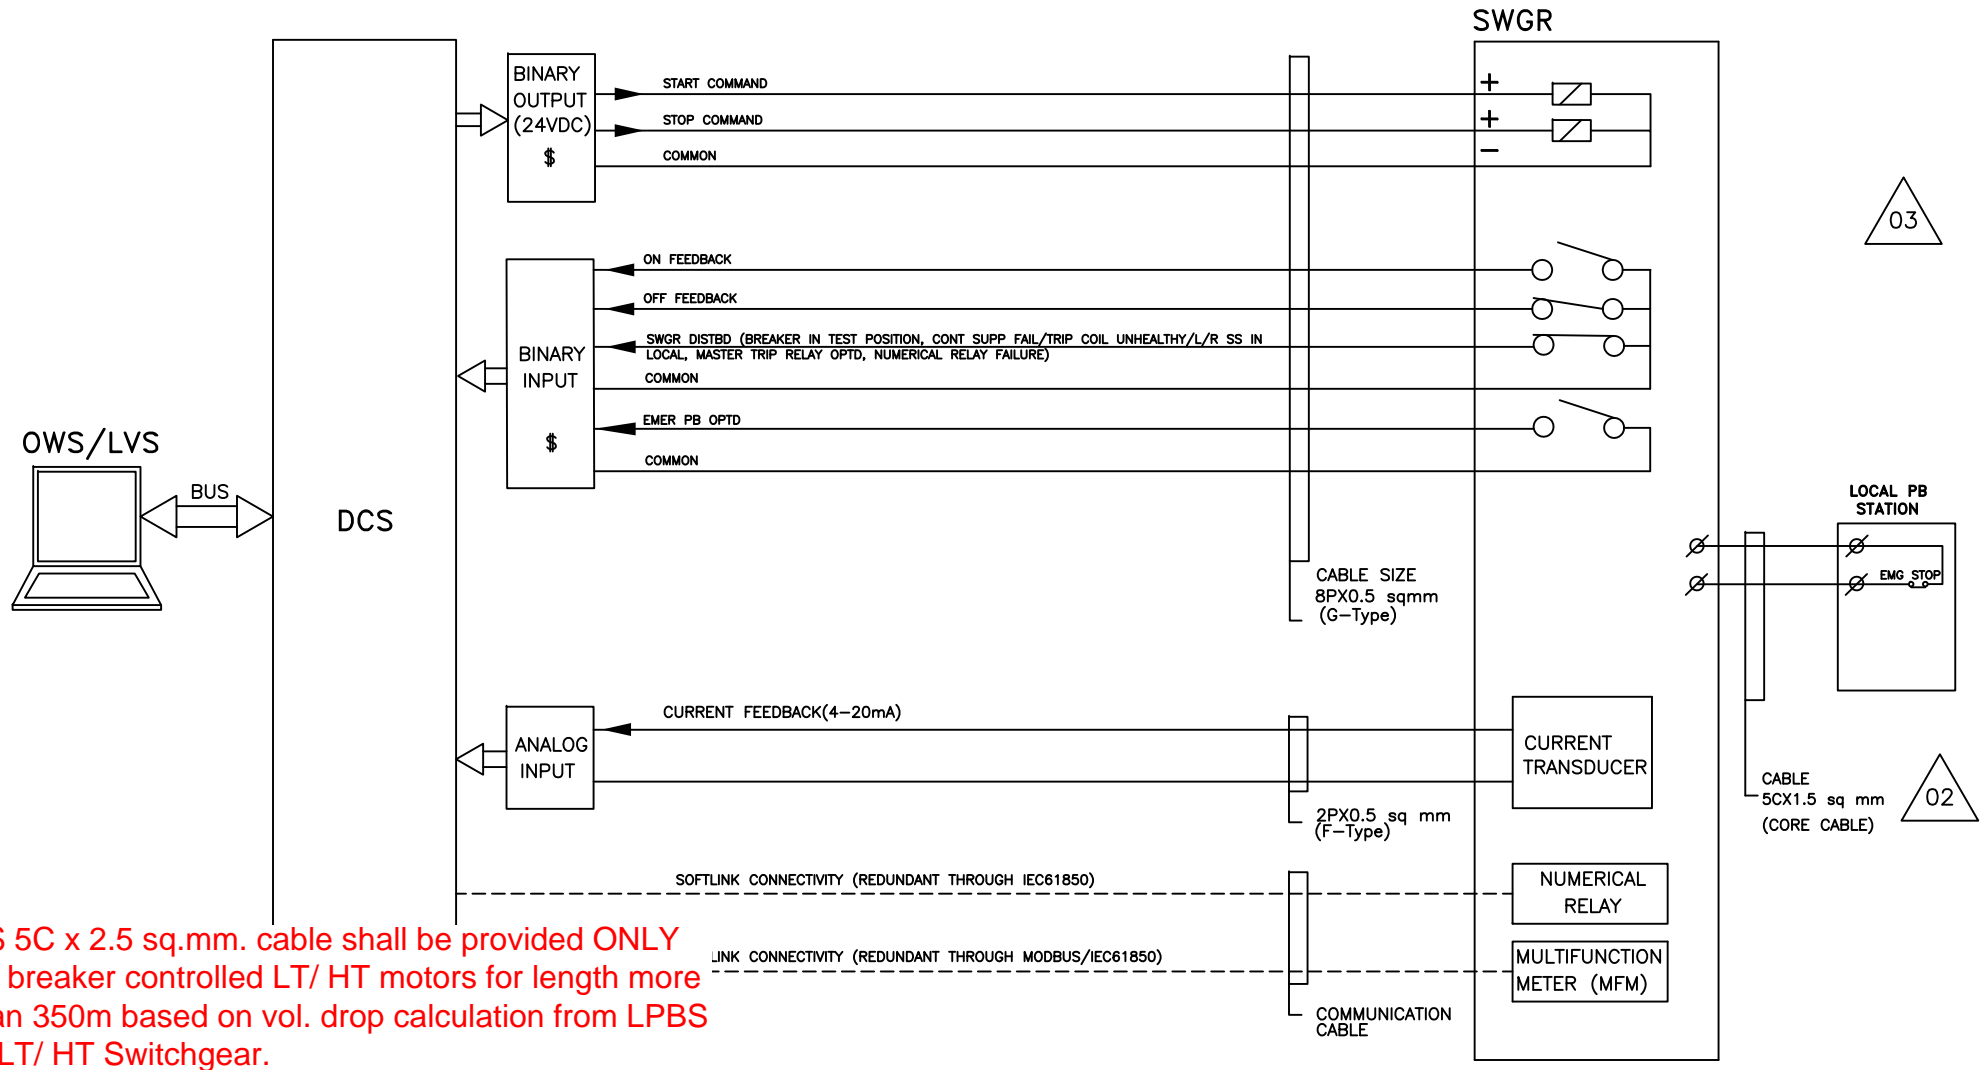 SWGR
BINARY
OUTPUT
(24VDC)
$
START COMMAND
STOP COMMAND
COMMON
+
+
−
03
BINARY
INPUT
$
ON FEEDBACK
OFF FEEDBACK
SWGR DISTBD (BREAKER IN TEST POSITION, CONT SUPP FAIL/TRIP COIL UNHEALTHY/L/R SS IN
LOCAL, MASTER TRIP RELAY OPTD, NUMERICAL RELAY FAILURE)
COMMON
EMER PB OPTD
COMMON
OWS/LVS
BUS
DCS
LOCAL PB
STATION
EMG STOP
CABLE SIZE
8PX0.5 sqmm
(G-Type)
ANALOG
INPUT
CURRENT FEEDBACK(4-20mA)
CURRENT
TRANSDUCER
2PX0.5 sq mm
(F-Type)
CABLE
5CX1.5 sq mm
(CORE CABLE)
02
SOFTLINK CONNECTIVITY (REDUNDANT THROUGH IEC61850)
NUMERICAL
RELAY
LINK CONNECTIVITY (REDUNDANT THROUGH MODBUS/IEC61850)
MULTIFUNCTION
METER (MFM)
COMMUNICATION
CABLE
5C x 2.5 sq.mm. cable shall be provided ONLY
breaker controlled LT/ HT motors for length more
350m based on vol. drop calculation from LPBS
LT/ HT Switchgear.